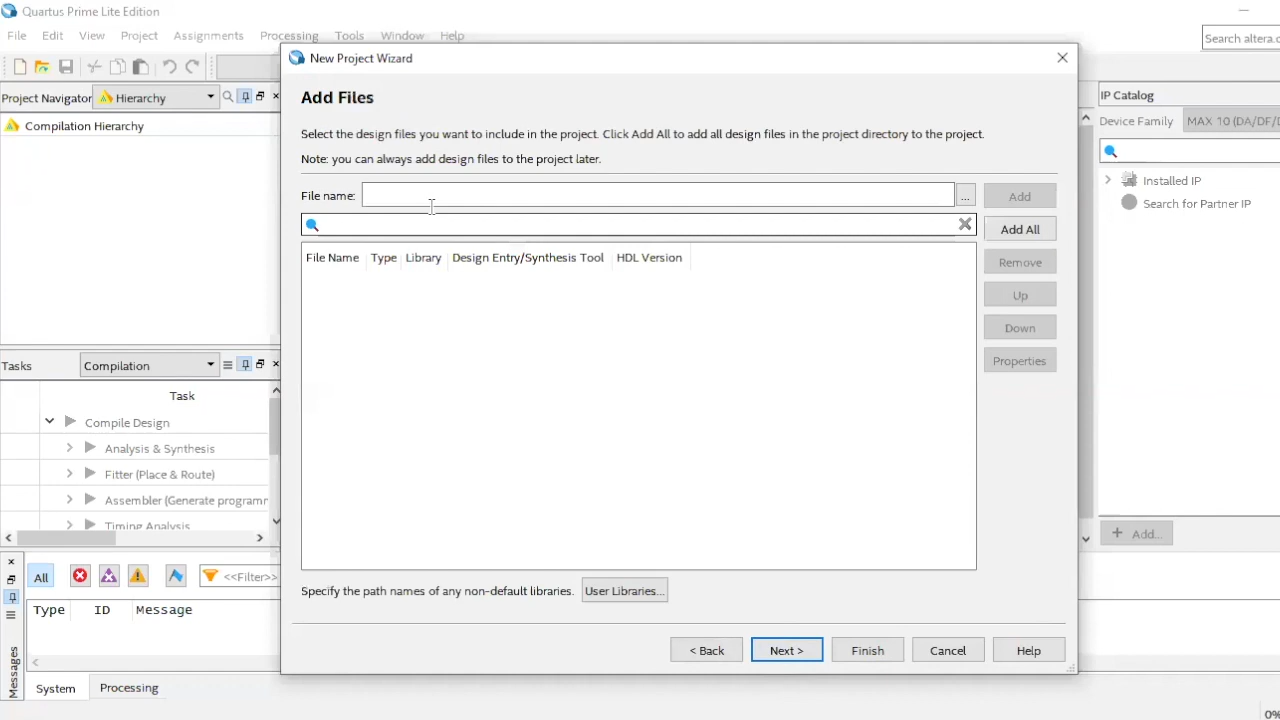 Quartus Prime Lite Edition
File Edit View Project Assignments Processing Tools Window Help
Search altera.c
Project Navigator Hierarchy
Compilation Hierarchy
Tasks Compilation
Task
Compile Design
Analysis & Synthesis
Fitter (Place & Route)
Assembler (Generate programm
Timing Analysis
New Project Wizard
Add Files
Select the design files you want to include in the project. Click Add All to add all design files in the project directory to the project.
Note: you can always add design files to the project later.
File name: ... Add
Add All
File Name Type Library Design Entry/Synthesis Tool HDL Version
Remove
Up
Down
Properties
Specify the path names of any non-default libraries. User Libraries...
< Back Next > Finish Cancel Help
IP Catalog
Device Family MAX 10 (DA/DF/D
Installed IP
Search for Partner IP
+ Add...
All <<Filter>>
Type ID Message
Messages
System Processing
0%